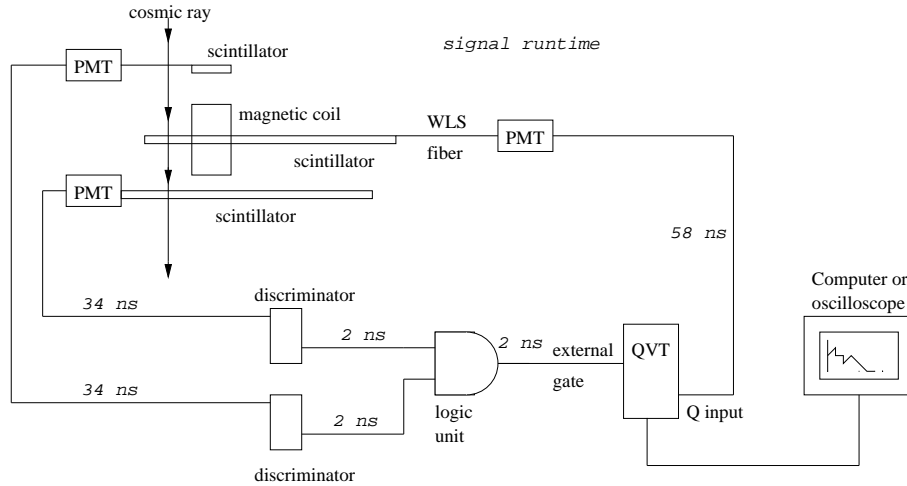 cosmic ray
signal runtime
scintillator
PMT
magnetic coil
WLS
fiber
PMT
scintillator
PMT
scintillator
58 ns
Computer or
oscilloscope
discriminator
34 ns
2 ns
2 ns
external
gate
QVT
34 ns
2 ns
logic
unit
Q input
discriminator